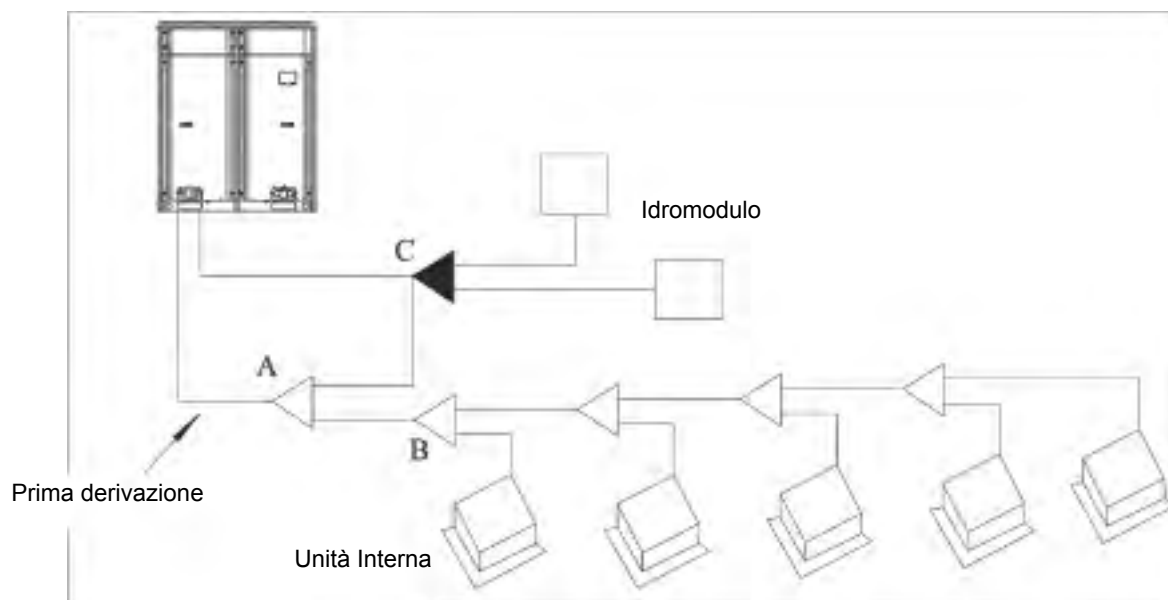 Idromodulo
C
A
B
Prima derivazione
Unità Interna